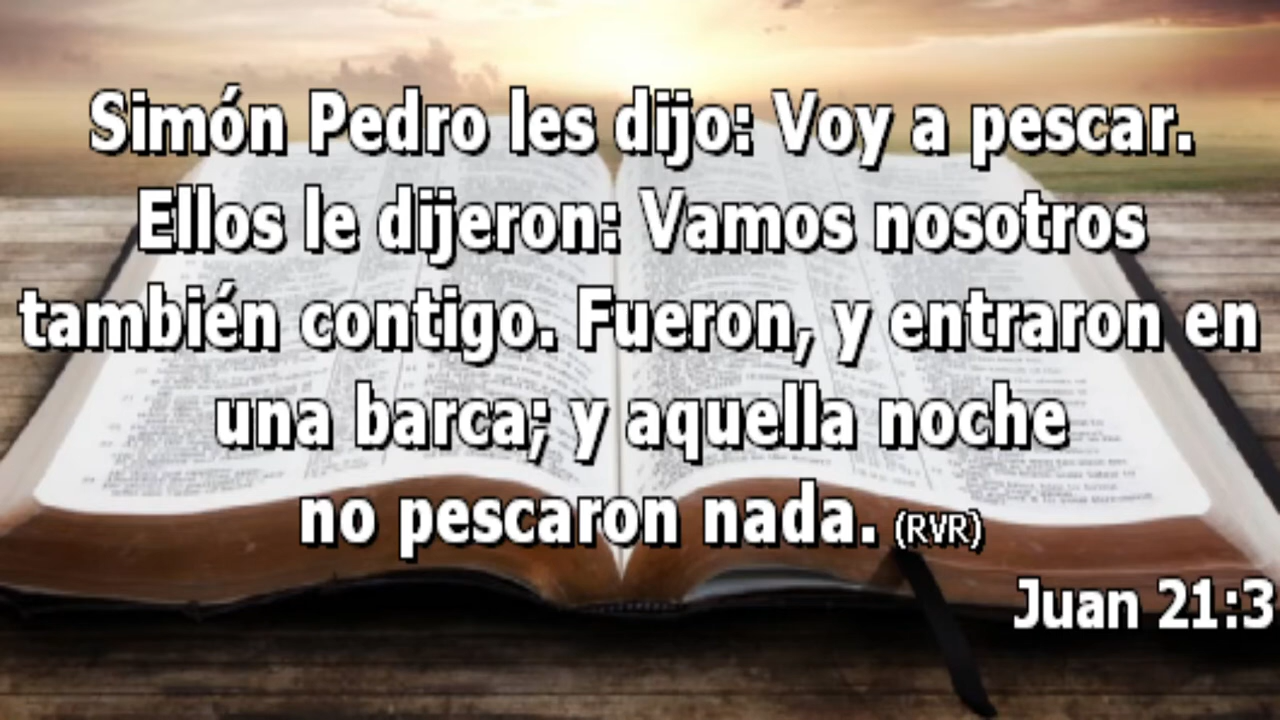 Simón Pedro les dijo: Voy a pescar.
Ellos le dijeron: Vamos nosotros
también contigo. Fueron, y entraron en
una barca; y aquella noche
no pescaron nada. (RVR)
Juan 21:3